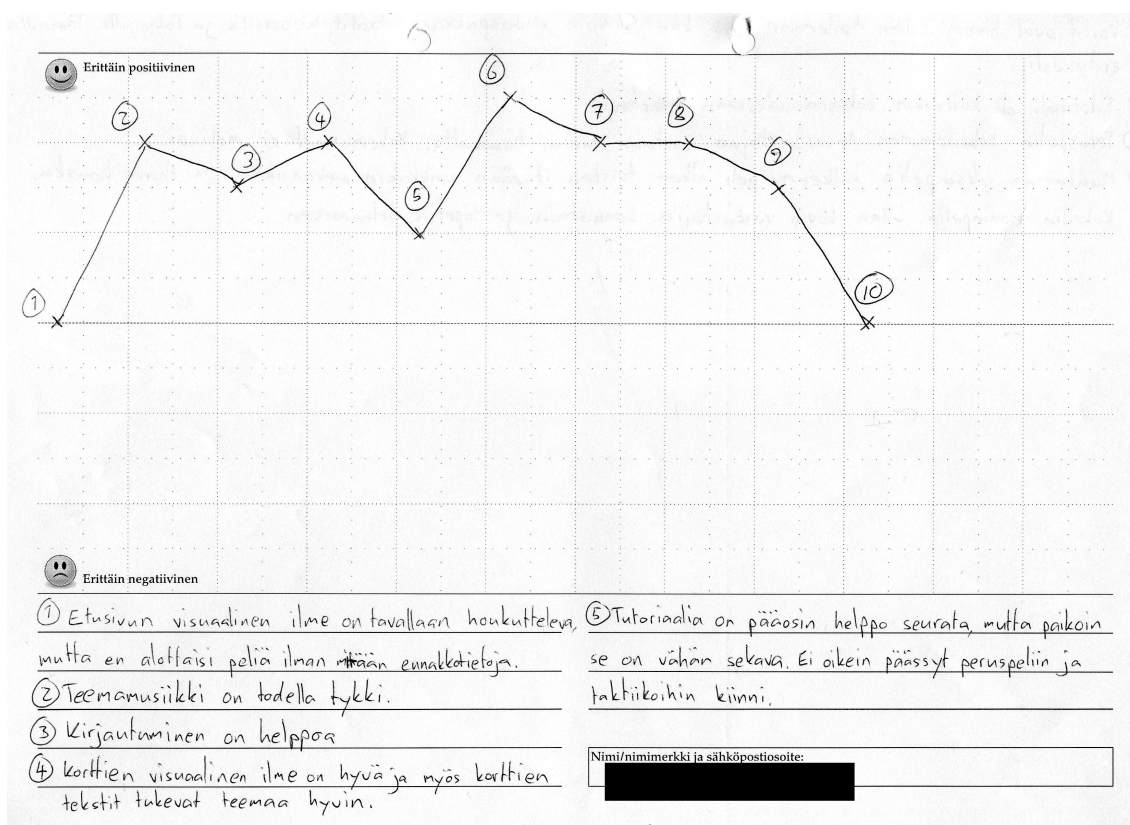 Erittäin positiivinen
1
2
3
4
5
6
7
8
9
10
Erittäin negatiivinen
① Etusivun visuaalinen ilme on tavallaan houkutteleva,
mutta en alottaisi peliä ilman mitään ennakkotietoja.
② Teemamusiikki on todella tykki.
③ Kirjautuminen on helppoa
④ Korttien visuaalinen ilme on hyvä ja myös korttien
tekstit tukevat teemaa hyvin.
⑤ Tutoriaalia on pääosin helppo seurata, mutta paikoin
se on vähän sekava. Ei oikein päässyt peruspeliin ja
taktiikoihin kiinni.
Nimi/nimimerkki ja sähköpostiosoite: